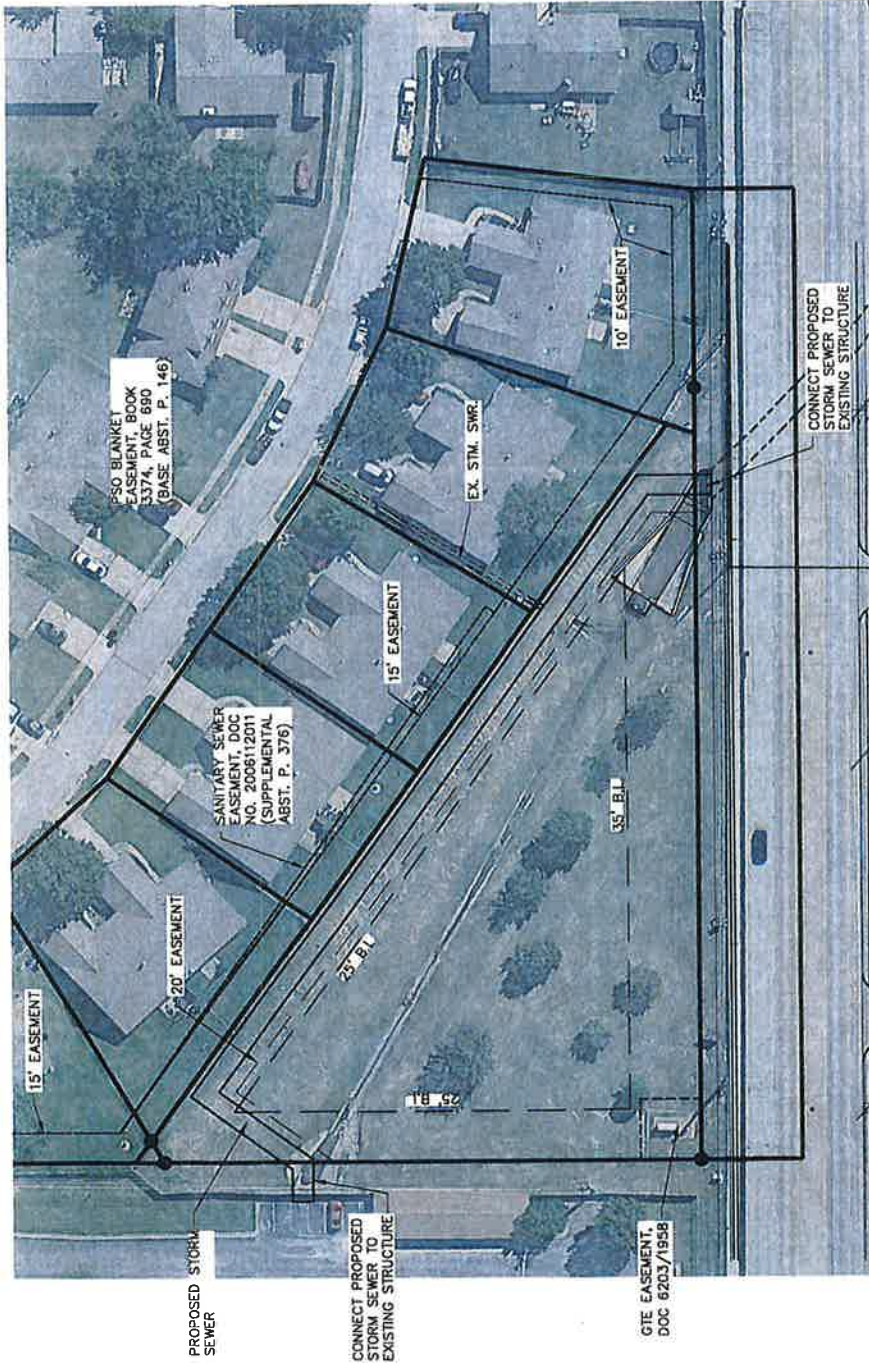 PSO BLANKET
EASEMENT, BOOK
3374, PAGE 690
(BASE ABST. P. 146)
10' EASEMENT
CONNECT PROPOSED
STORM SEWER TO
EXISTING STRUCTURE
EX. STM. SWR.
15' EASEMENT
SANITARY SEWER
EASEMENT, DOC
NO. 2006112011
(SUPPLEMENTAL
ABST. P. 376)
35' B.L
20' EASEMENT
25' B.L
15' EASEMENT
25' B.L
PROPOSED STORM
SEWER
CONNECT PROPOSED
STORM SEWER TO
EXISTING STRUCTURE
GTE EASEMENT,
DOC 6203/1958